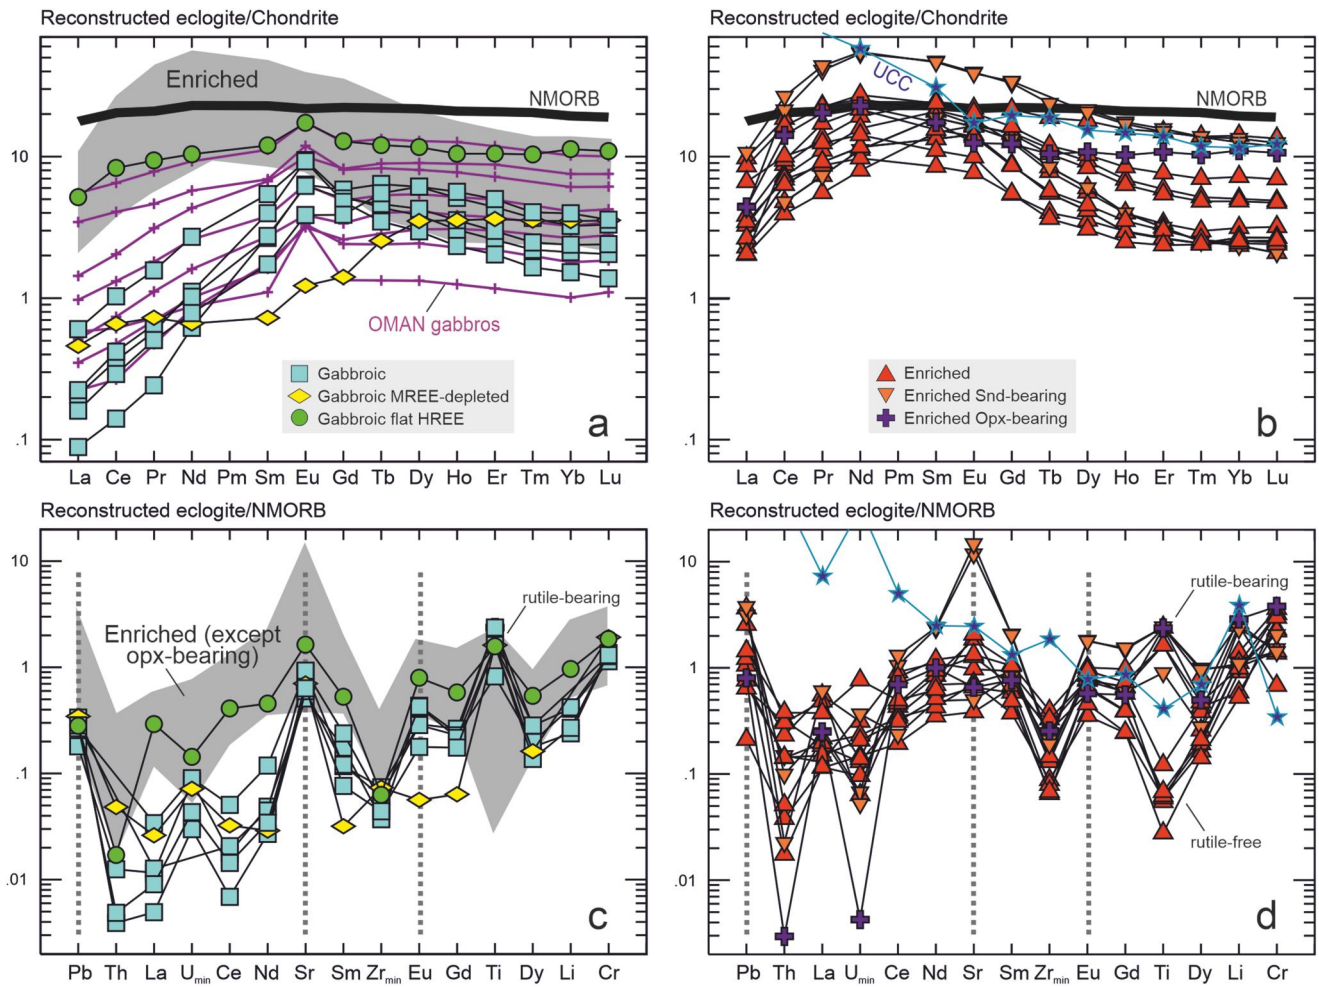 Reconstructed eclogite/Chondrite
Enriched
NMORB
10
1
.1
OMAN gabbros
Gabbroic
Gabbroic MREE-depleted
Gabbroic flat HREE
a
La Ce Pr Nd Pm Sm Eu Gd Tb Dy Ho Er Tm Yb Lu
Reconstructed eclogite/Chondrite
UCC
NMORB
10
1
.1
Enriched
Enriched Snd-bearing
Enriched Opx-bearing
b
La Ce Pr Nd Pm Sm Eu Gd Tb Dy Ho Er Tm Yb Lu
Reconstructed eclogite/NMORB
10
1
0.1
.01
rutile-bearing
Enriched (except
opx-bearing)
c
Pb Th La Umin Ce Nd Sr Sm Zrmin Eu Gd Ti Dy Li Cr
Reconstructed eclogite/NMORB
10
1
0.1
.01
rutile-bearing
rutile-free
d
Pb Th La Umin Ce Nd Sr Sm Zrmin Eu Gd Ti Dy Li Cr